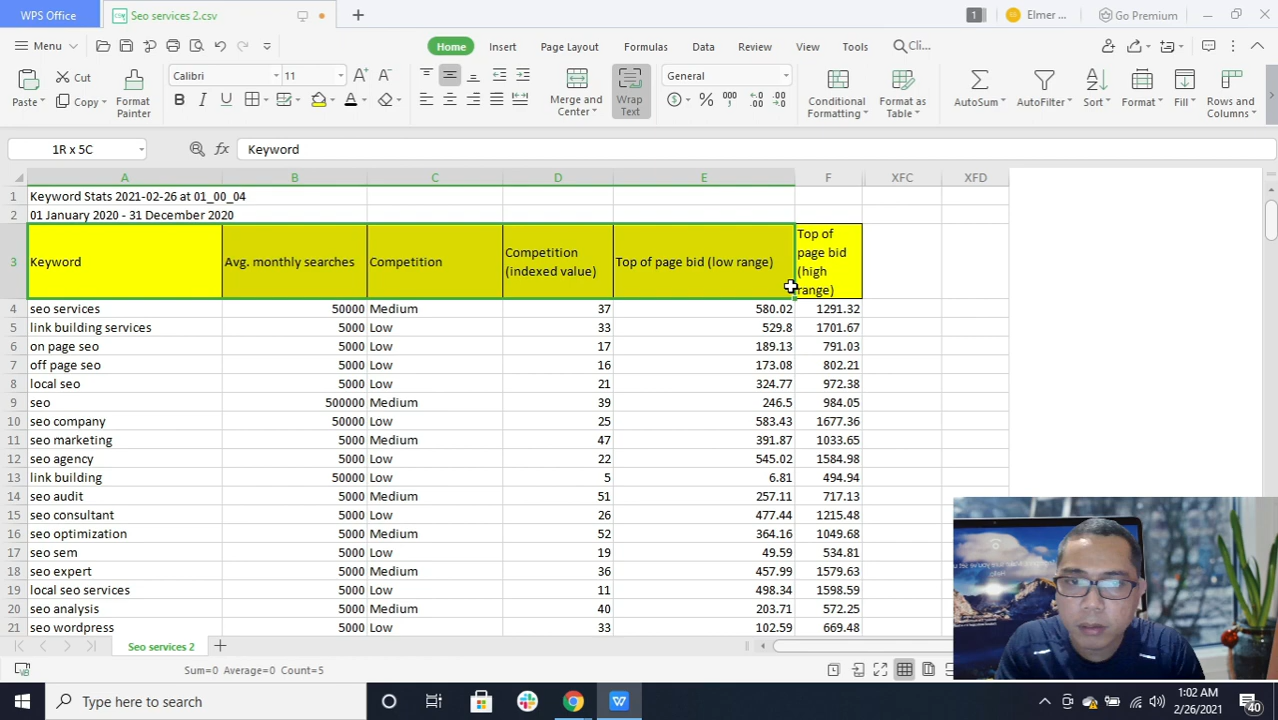 WPS Office
Seo services 2.csv
1
Elmer ...
Go Premium
Menu
Home
Insert
Page Layout
Formulas
Data
Review
View
Tools
Cli...
Paste
Cut
Copy
Format
Painter
Calibri
11
Merge and
Center
Wrap
Text
General
Conditional
Formatting
Format as
Table
AutoSum
AutoFilter
Sort
Format
Fill
Rows and
Columns
1R x 5C
fx
Keyword
A B C D E F XFC XFD
1 Keyword Stats 2021-02-26 at 01_00_04
2 01 January 2020 - 31 December 2020
3 Keyword Avg. monthly searches Competition Competition (indexed value) Top of page bid (low range) Top of page bid (high range)
4 seo services 50000 Medium 37 580.02 1291.32
5 link building services 5000 Low 33 529.8 1701.67
6 on page seo 5000 Low 17 189.13 791.03
7 off page seo 5000 Low 16 173.08 802.21
8 local seo 5000 Low 21 324.77 972.38
9 seo 500000 Medium 39 246.5 984.05
10 seo company 50000 Low 25 583.43 1677.36
11 seo marketing 5000 Medium 47 391.87 1033.65
12 seo agency 5000 Low 22 545.02 1584.98
13 link building 50000 Low 5 6.81 494.94
14 seo audit 5000 Medium 51 257.11 717.13
15 seo consultant 5000 Low 26 477.44 1215.48
16 seo optimization 5000 Medium 52 364.16 1049.68
17 seo sem 5000 Low 19 49.59 534.81
18 seo expert 5000 Medium 36 457.99 1579.63
19 local seo services 5000 Low 11 498.34 1598.59
20 seo analysis 5000 Medium 40 203.71 572.25
21 seo wordpress 5000 Low 33 102.59 669.48
Seo services 2
Sum=0 Average=0 Count=5
Type here to search
1:02 AM
2/26/2021
40